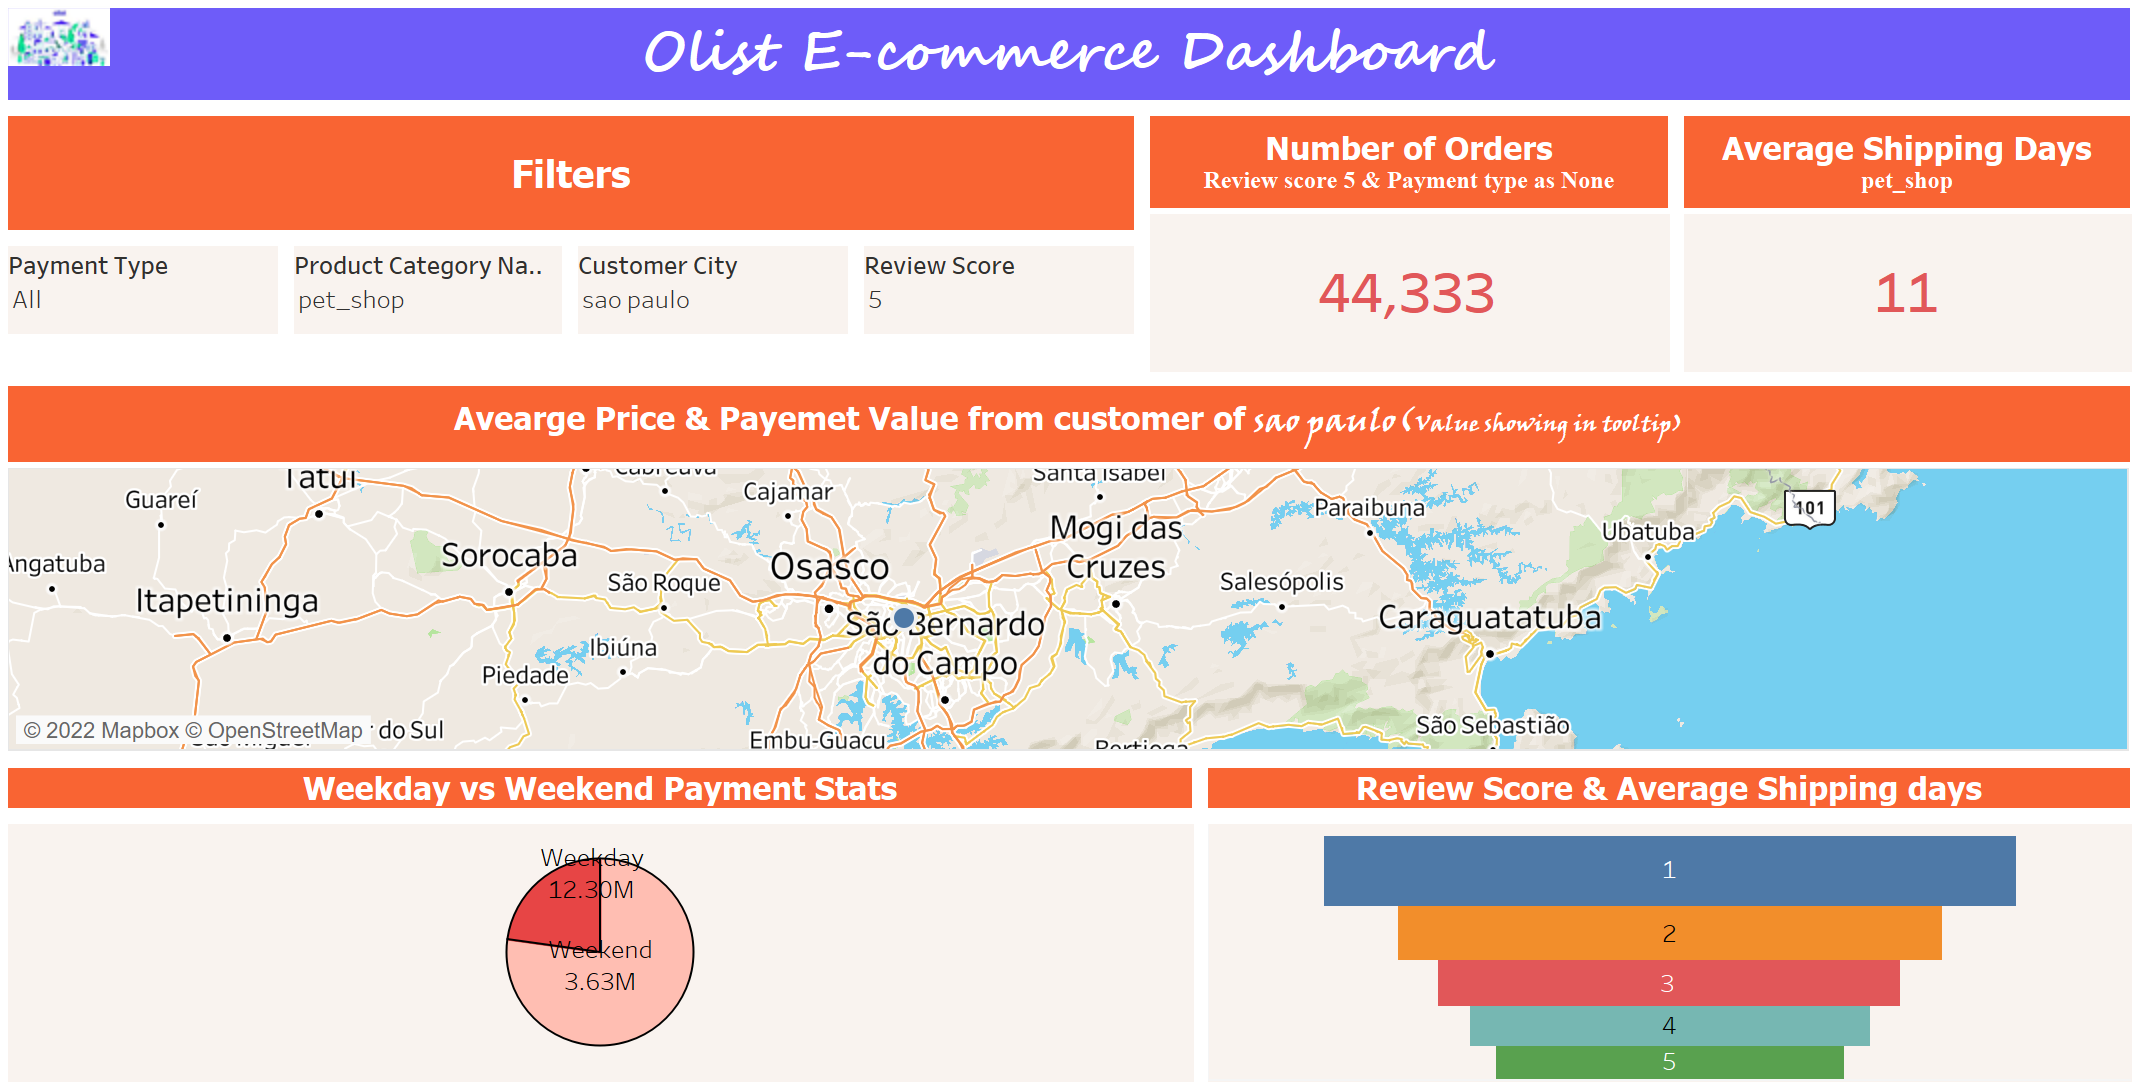 Olist E-commerce Dashboard
Filters
Number of Orders
Review score 5 & Payment type as None
Average Shipping Days
pet_shop
Payment Type
All
Product Category Na..
pet_shop
Customer City
sao paulo
Review Score
5
44,333
11
Avearge Price & Payemet Value from customer of sao paulo (Value showing in tooltip)
Tatuí
Cabreúva
Santa Isabel
Guareí
Cajamar
Paraibuna
101
Mogi das
Cruzes
Ubatuba
Angatuba
Sorocaba
Osasco
São Roque
Salesópolis
Itapetininga
Caraguatatuba
São Bernardo
do Campo
Ibiúna
Piedade
São Sebastião
© 2022 Mapbox © OpenStreetMap
do Sul
Embu-Guaçu
Bertioga
Weekday vs Weekend Payment Stats
Review Score & Average Shipping days
Weekday
12.30M
Weekend
3.63M
1
2
3
4
5